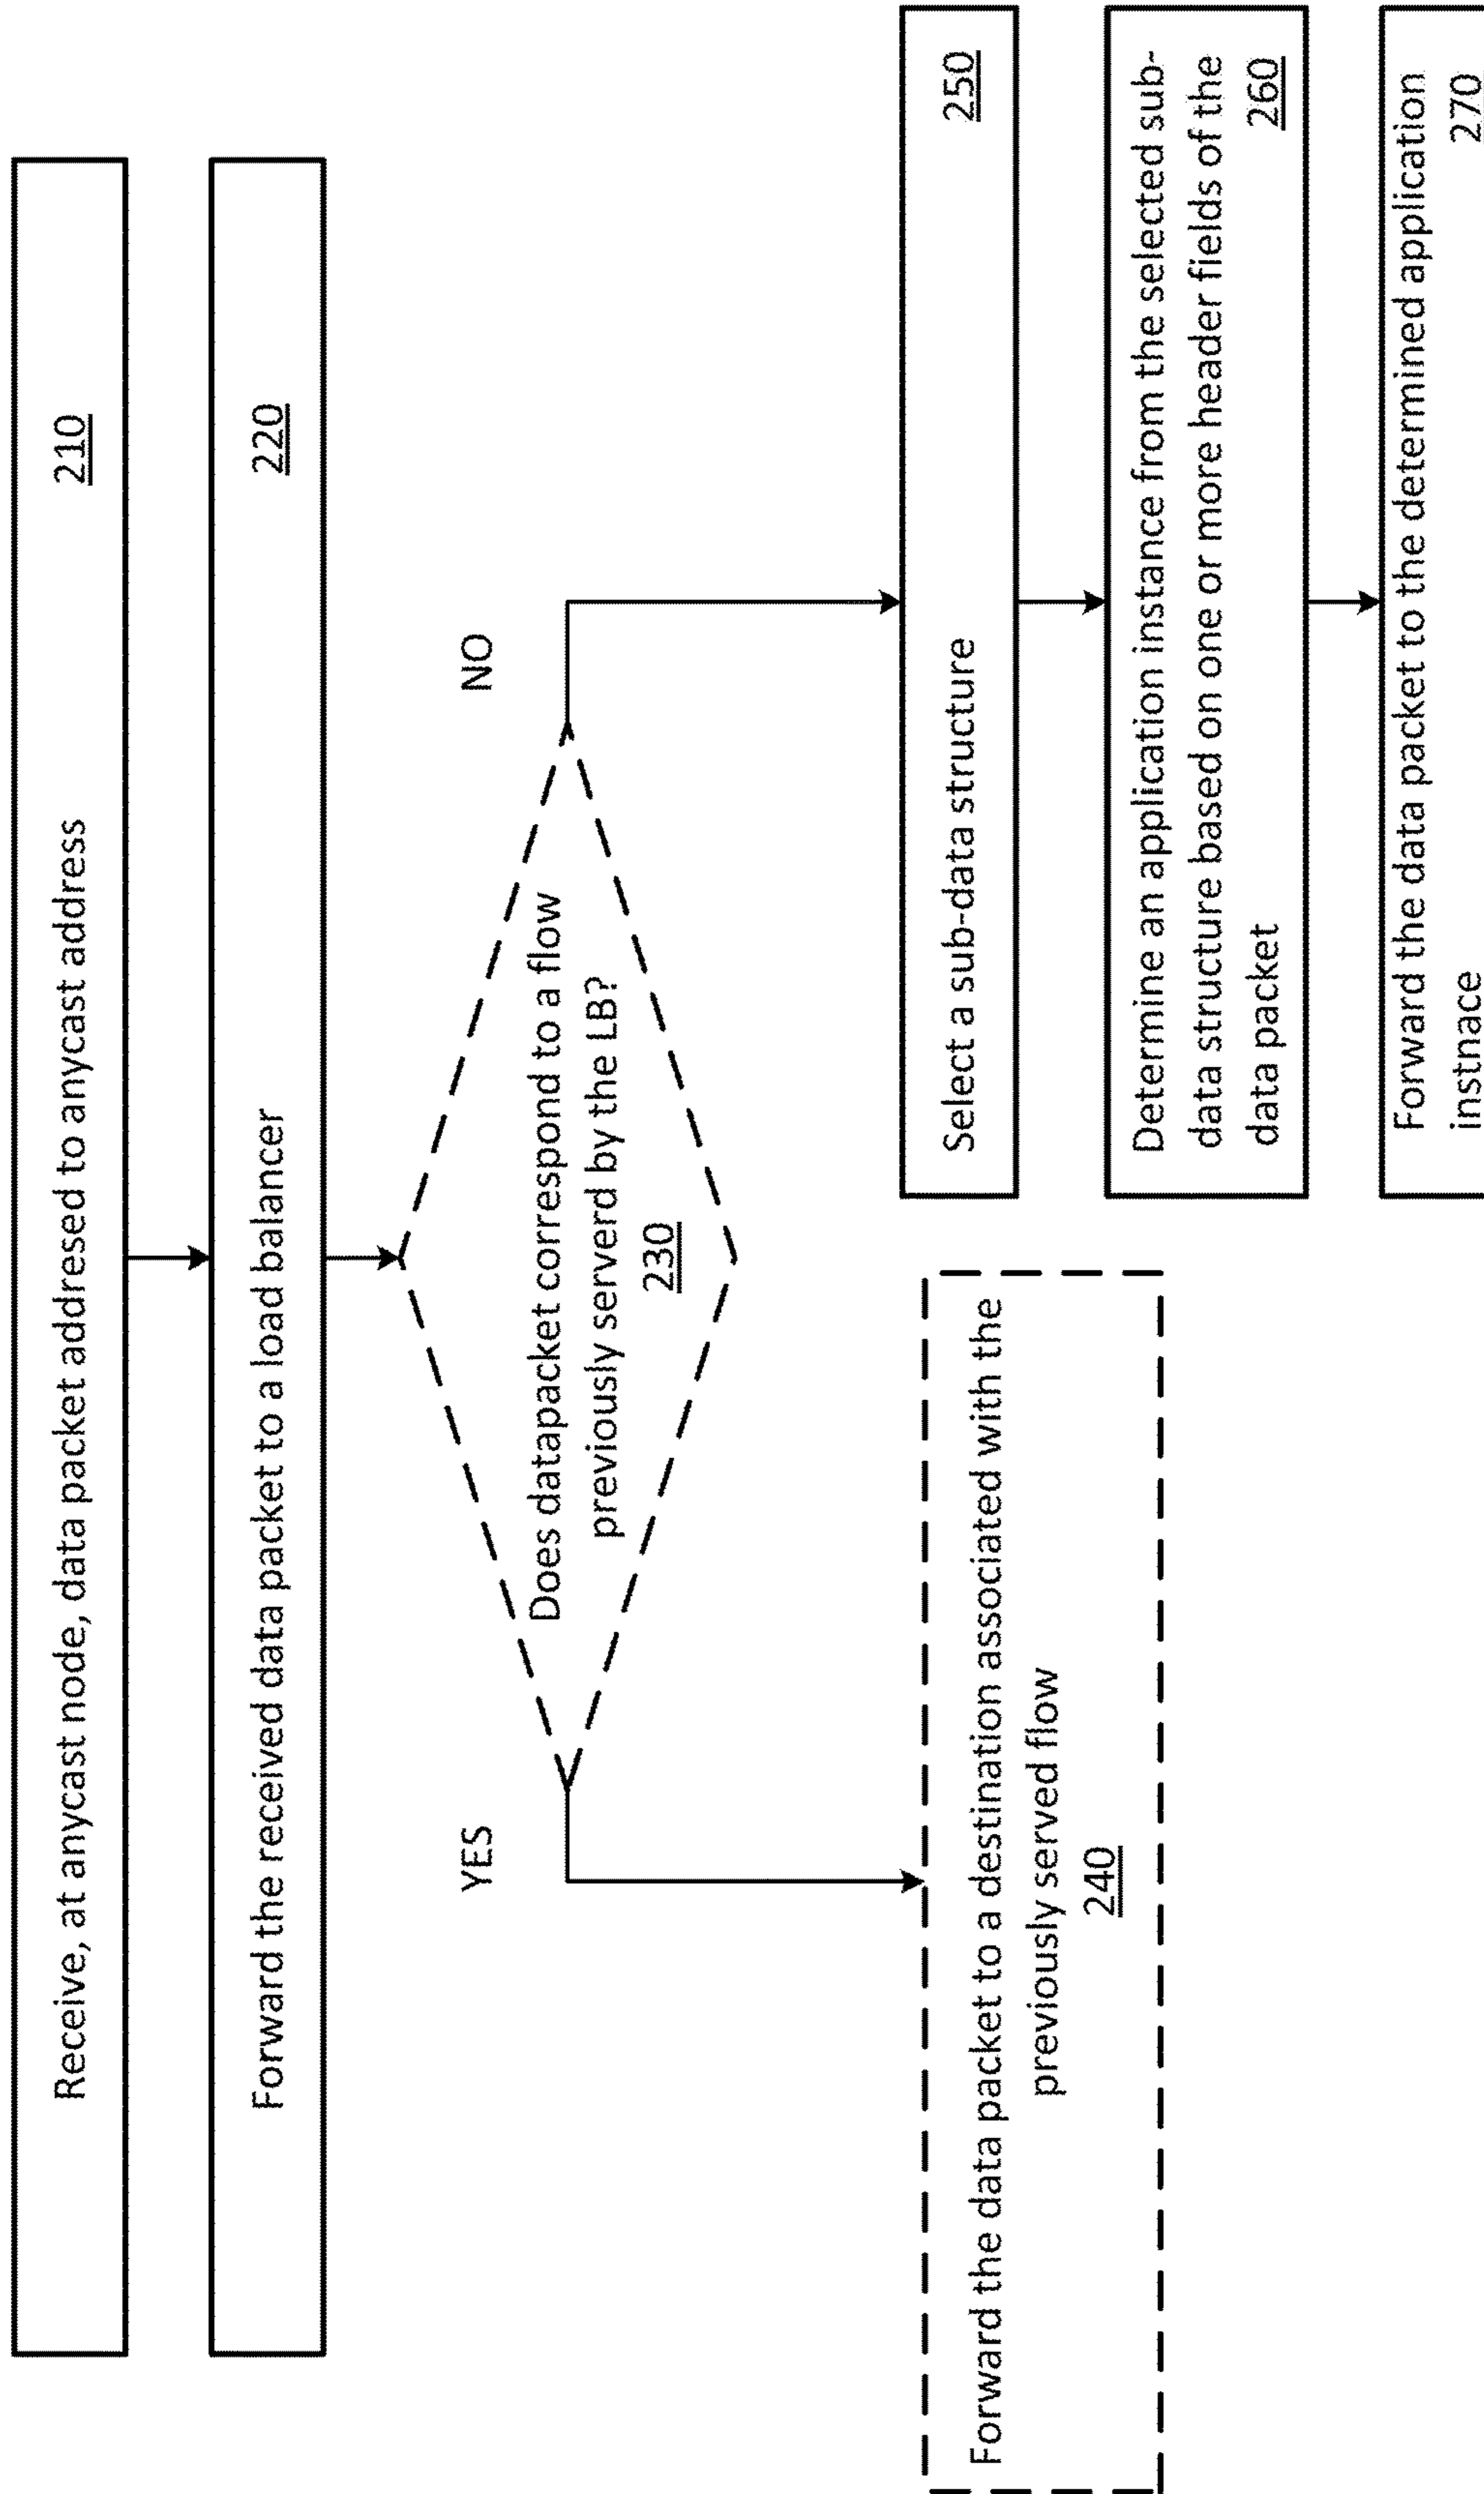 Receive, at anycast node, data packet addresed to anycast address 210
Forward the received data packet to a load balancer 220
Does datapacket correspond to a flow
previously serverd by the LB?
230
YES
NO
Forward the data packet to a destination associated with the
previously served flow
240
Select a sub-data structure 250
Determine an application instance from the selected sub-
data structure based on one or more header fields of the
data packet 260
Forward the data packet to the determined application
instnace 270